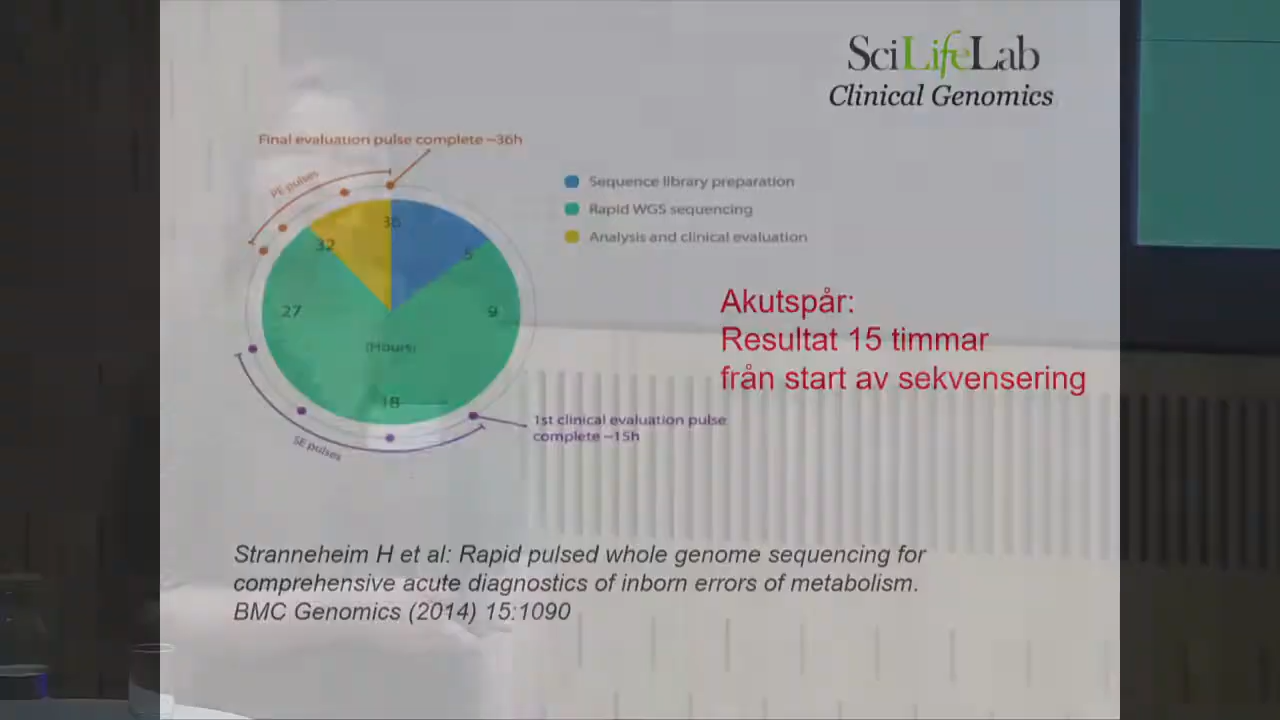 SciLifeLab
Clinical Genomics
Final evaluation pulse complete ~36h
PE pulses
Sequence library preparation
Rapid WGS sequencing
Analysis and clinical evaluation
36
32
5
27
9
(Hours)
18
Akutspår:
Resultat 15 timmar
från start av sekvensering
1st clinical evaluation pulse
complete ~15h
SE pulses
Stranneheim H et al: Rapid pulsed whole genome sequencing for
comprehensive acute diagnostics of inborn errors of metabolism.
BMC Genomics (2014) 15:1090